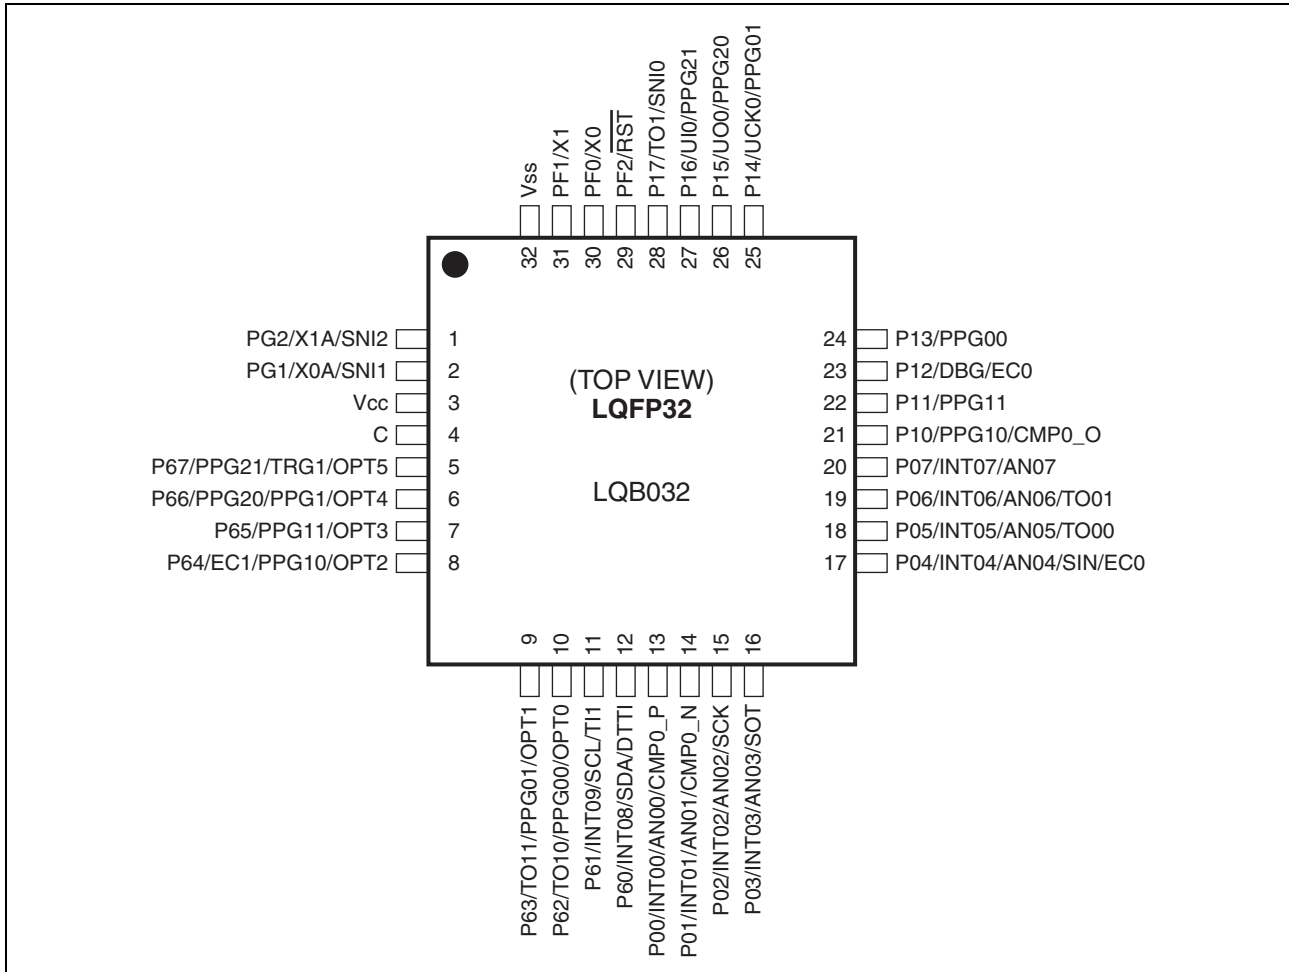 Vss
PF1/X1
PF0/X0
PF2/RST
P17/TO1/SNI0
P16/UI0/PPG21
P15/UO0/PPG20
P14/UCK0/PPG01
32
31
30
29
28
27
26
25
PG2/X1A/SNI2
1
PG1/X0A/SNI1
2
Vcc
3
C
4
P67/PPG21/TRG1/OPT5
5
P66/PPG20/PPG1/OPT4
6
P65/PPG11/OPT3
7
P64/EC1/PPG10/OPT2
8
(TOP VIEW)
LQFP32
LQB032
24
P13/PPG00
23
P12/DBG/EC0
22
P11/PPG11
21
P10/PPG10/CMP0_O
20
P07/INT07/AN07
19
P06/INT06/AN06/TO01
18
P05/INT05/AN05/TO00
17
P04/INT04/AN04/SIN/EC0
9
10
11
12
13
14
15
16
P63/TO11/PPG01/OPT1
P62/TO10/PPG00/OPT0
P61/INT09/SCL/TI1
P60/INT08/SDA/DTTI
P00/INT00/AN00/CMP0_P
P01/INT01/AN01/CMP0_N
P02/INT02/AN02/SCK
P03/INT03/AN03/SOT